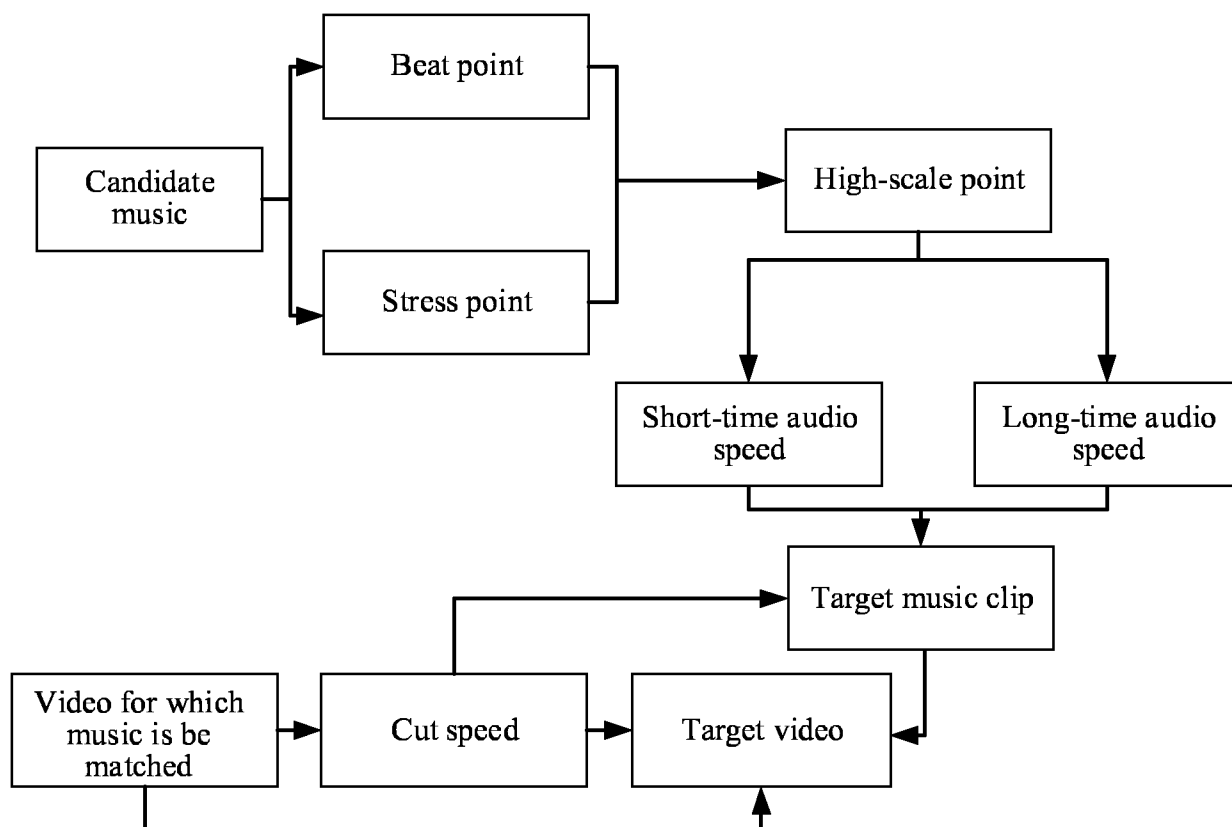 Beat point
Candidate
music
High-scale point
Stress point
Short-time audio
speed
Long-time audio
speed
Target music clip
Video for which
music is be
matched
Cut speed
Target video